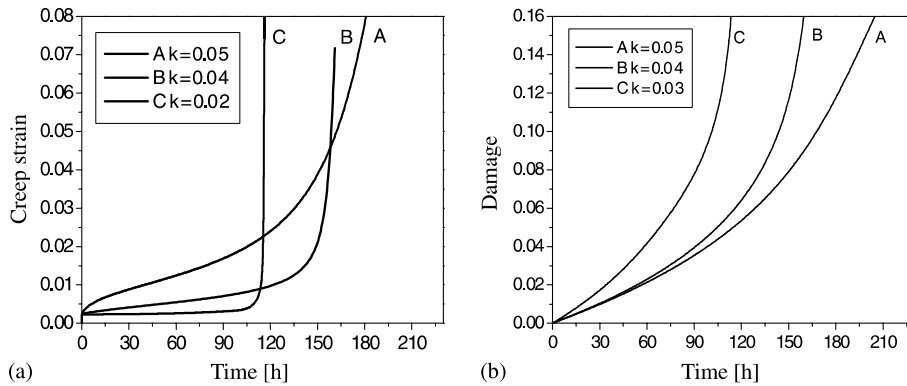 0.08
0.07
0.06
0.05
0.04
0.03
0.02
0.01
0.00
Creep strain
A k=0.05
B k=0.04
C k=0.02
C
B
A
0 30 60 90 120 150 180 210
Time [h]
(a)
0.16
0.14
0.12
0.10
0.08
0.06
0.04
0.02
0.00
Damage
A k=0.05
B k=0.04
C k=0.03
C
B
A
0 30 60 90 120 150 180 210
Time [h]
(b)